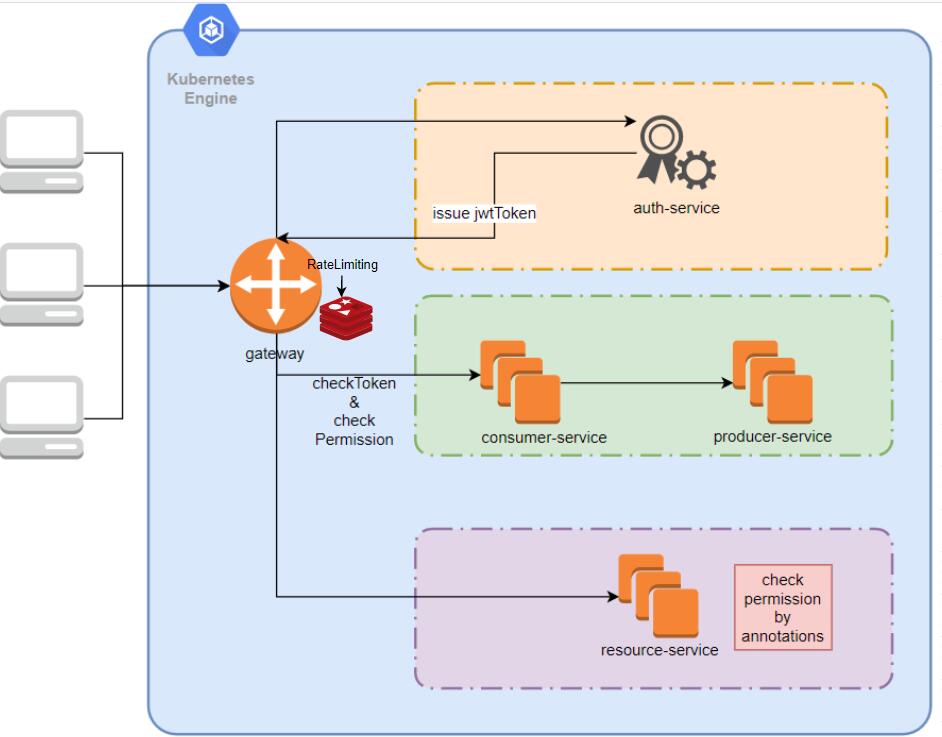 Kubernetes
Engine
auth-service
issue jwtToken
RateLimiting
gateway
checkToken
&
check
Permission
consumer-service
producer-service
check
permission
by
annotations
resource-service